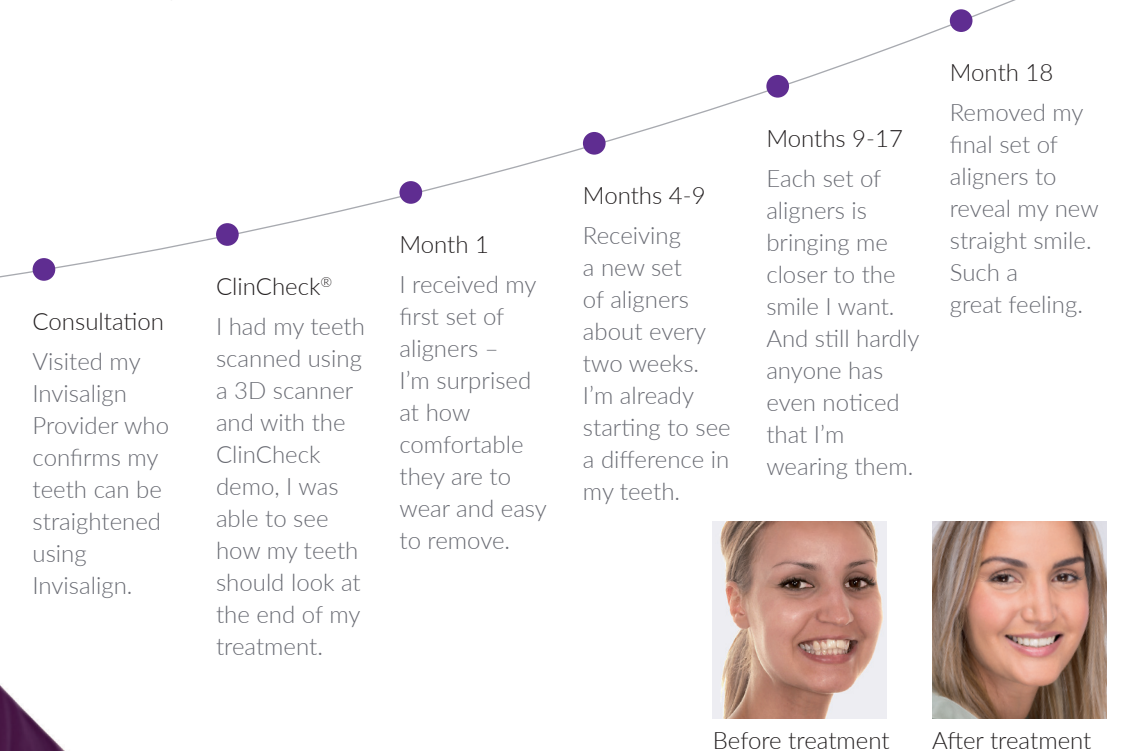 Consultation
Visited my
Invisalign
Provider who
confirms my
teeth can be
straightened
using
Invisalign.
ClinCheck®
I had my teeth
scanned using
a 3D scanner
and with the
ClinCheck
demo, I was
able to see
how my teeth
should look at
the end of my
treatment.
Month 1
I received my
first set of
aligners –
I’m surprised
at how
comfortable
they are to
wear and easy
to remove.
Months 4-9
Receiving
a new set
of aligners
about every
two weeks.
I’m already
starting to see
a difference in
my teeth.
Months 9-17
Each set of
aligners is
bringing me
closer to the
smile I want.
And still hardly
anyone has
even noticed
that I’m
wearing them.
Month 18
Removed my
final set of
aligners to
reveal my new
straight smile.
Such a
great feeling.
Before treatment
After treatment